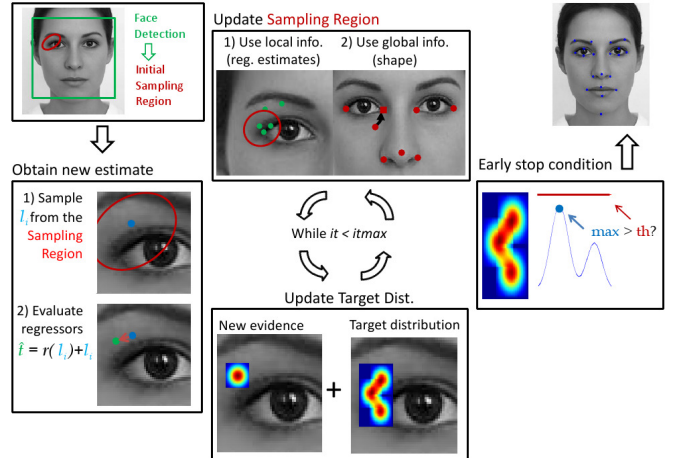 Face
Detection
Initial
Sampling
Region
Update Sampling Region
1) Use local info.
(reg. estimates)
2) Use global info.
(shape)
Obtain new estimate
1) Sample
l_i from the
Sampling
Region
2) Evaluate
regressors
t̂ = r( l_i)+l_i
While it < itmax
Update Target Dist.
New evidence
Target distribution
+
Early stop condition
max > th?